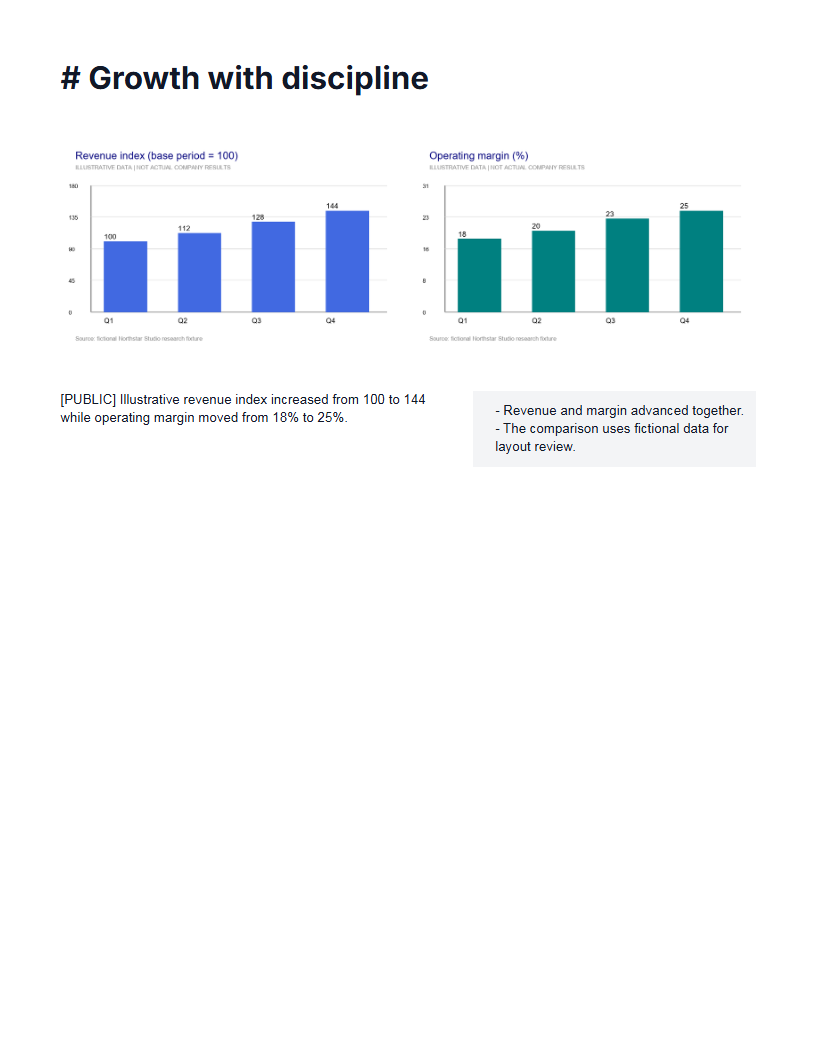 # Growth with discipline
Revenue index (base period = 100)
ILLUSTRATIVE DATA | NOT ACTUAL COMPANY RESULTS
180
135
90
45
0
100
112
128
144
Q1
Q2
Q3
Q4
Source: fictional Northstar Studio research fixture
Operating margin (%)
ILLUSTRATIVE DATA | NOT ACTUAL COMPANY RESULTS
31
23
16
8
0
18
20
23
25
Q1
Q2
Q3
Q4
Source: fictional Northstar Studio research fixture
[PUBLIC] Illustrative revenue index increased from 100 to 144
while operating margin moved from 18% to 25%.
- Revenue and margin advanced together.
- The comparison uses fictional data for
layout review.